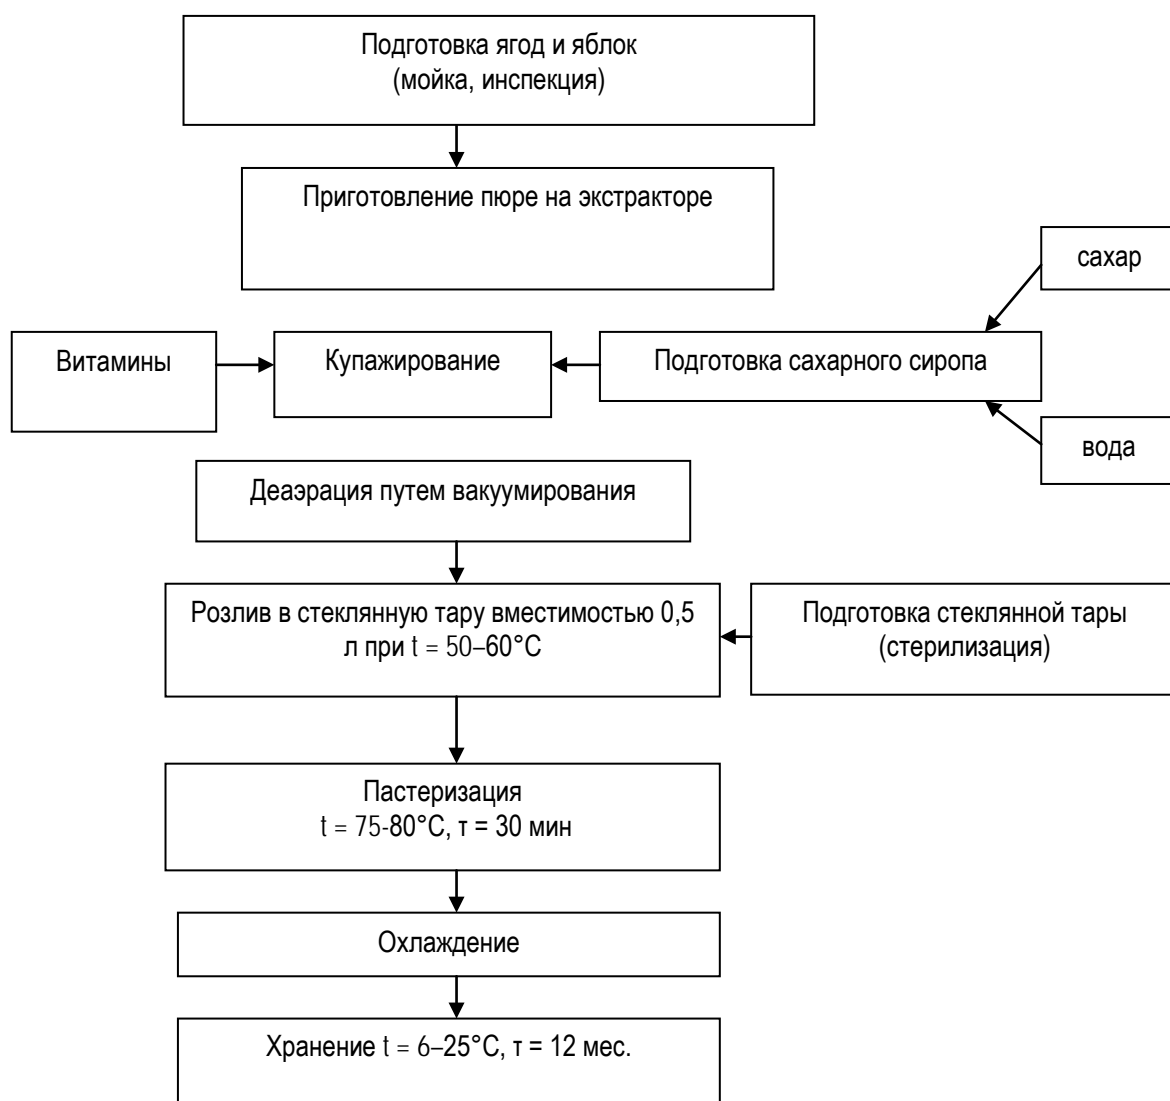 Подготовка ягод и яблок
(мойка, инспекция)
Приготовление пюре на экстракторе
сахар
Витамины
Купажирование
Подготовка сахарного сиропа
вода
Деаэрация путем вакуумирования
Розлив в стеклянную тару вместимостью 0,5
л при t = 50–60°C
Подготовка стеклянной тары
(стерилизация)
Пастеризация
t = 75-80°C, τ = 30 мин
Охлаждение
Хранение t = 6–25°C, τ = 12 мес.